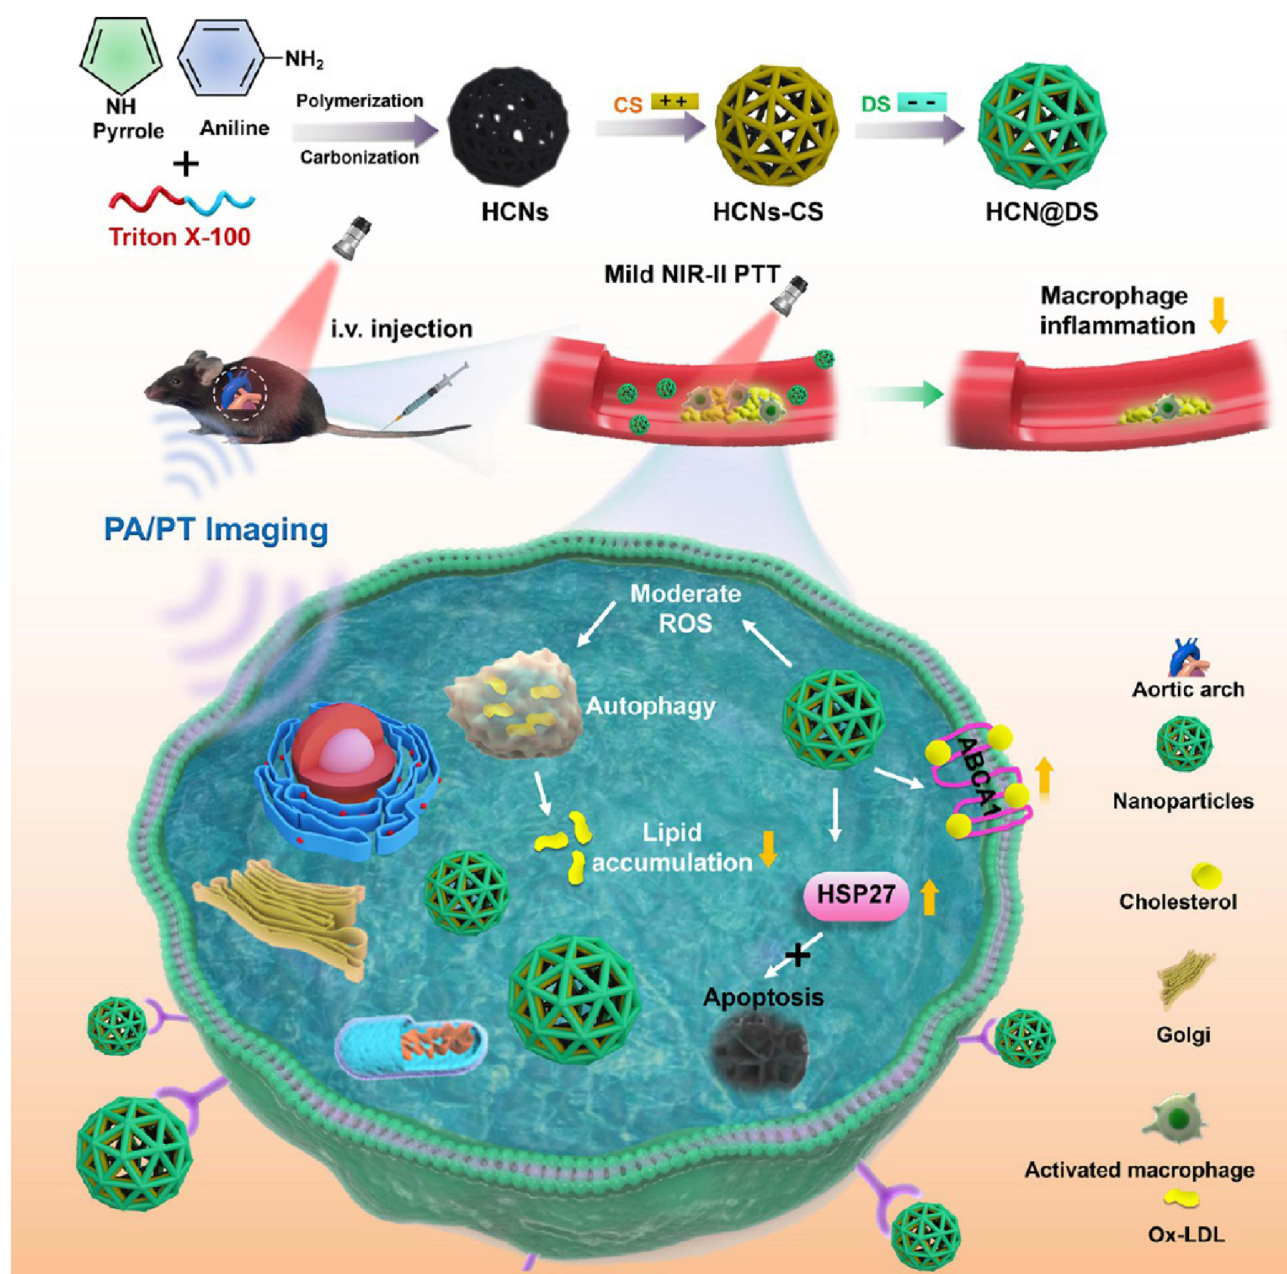 NH₂
NH
Pyrrole
Aniline
+
Triton X-100
Polymerization
Carbonization
HCNs
CS ++
HCNs-CS
DS --
HCN@DS
i.v. injection
Mild NIR-II PTT
Macrophage
inflammation
PA/PT Imaging
Moderate
ROS
Autophagy
Lipid
accumulation
ABCA1
HSP27
+
Apoptosis
Aortic arch
Nanoparticles
Cholesterol
Golgi
Activated macrophage
Ox-LDL